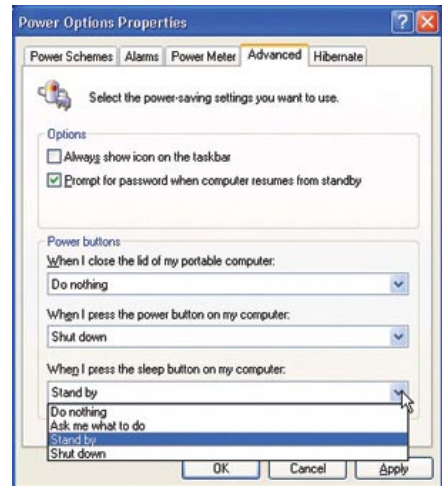 Power Options Properties
Power Schemes Alarms Power Meter Advanced Hibernate
Select the power-saving settings you want to use.
Options
Always show icon on the taskbar
Prompt for password when computer resumes from standby
Power buttons
When I close the lid of my portable computer:
Do nothing
When I press the power button on my computer:
Shut down
When I press the sleep button on my computer:
Stand by
Do nothing
Ask me what to do
Stand by
Shut down
OK Cancel Apply